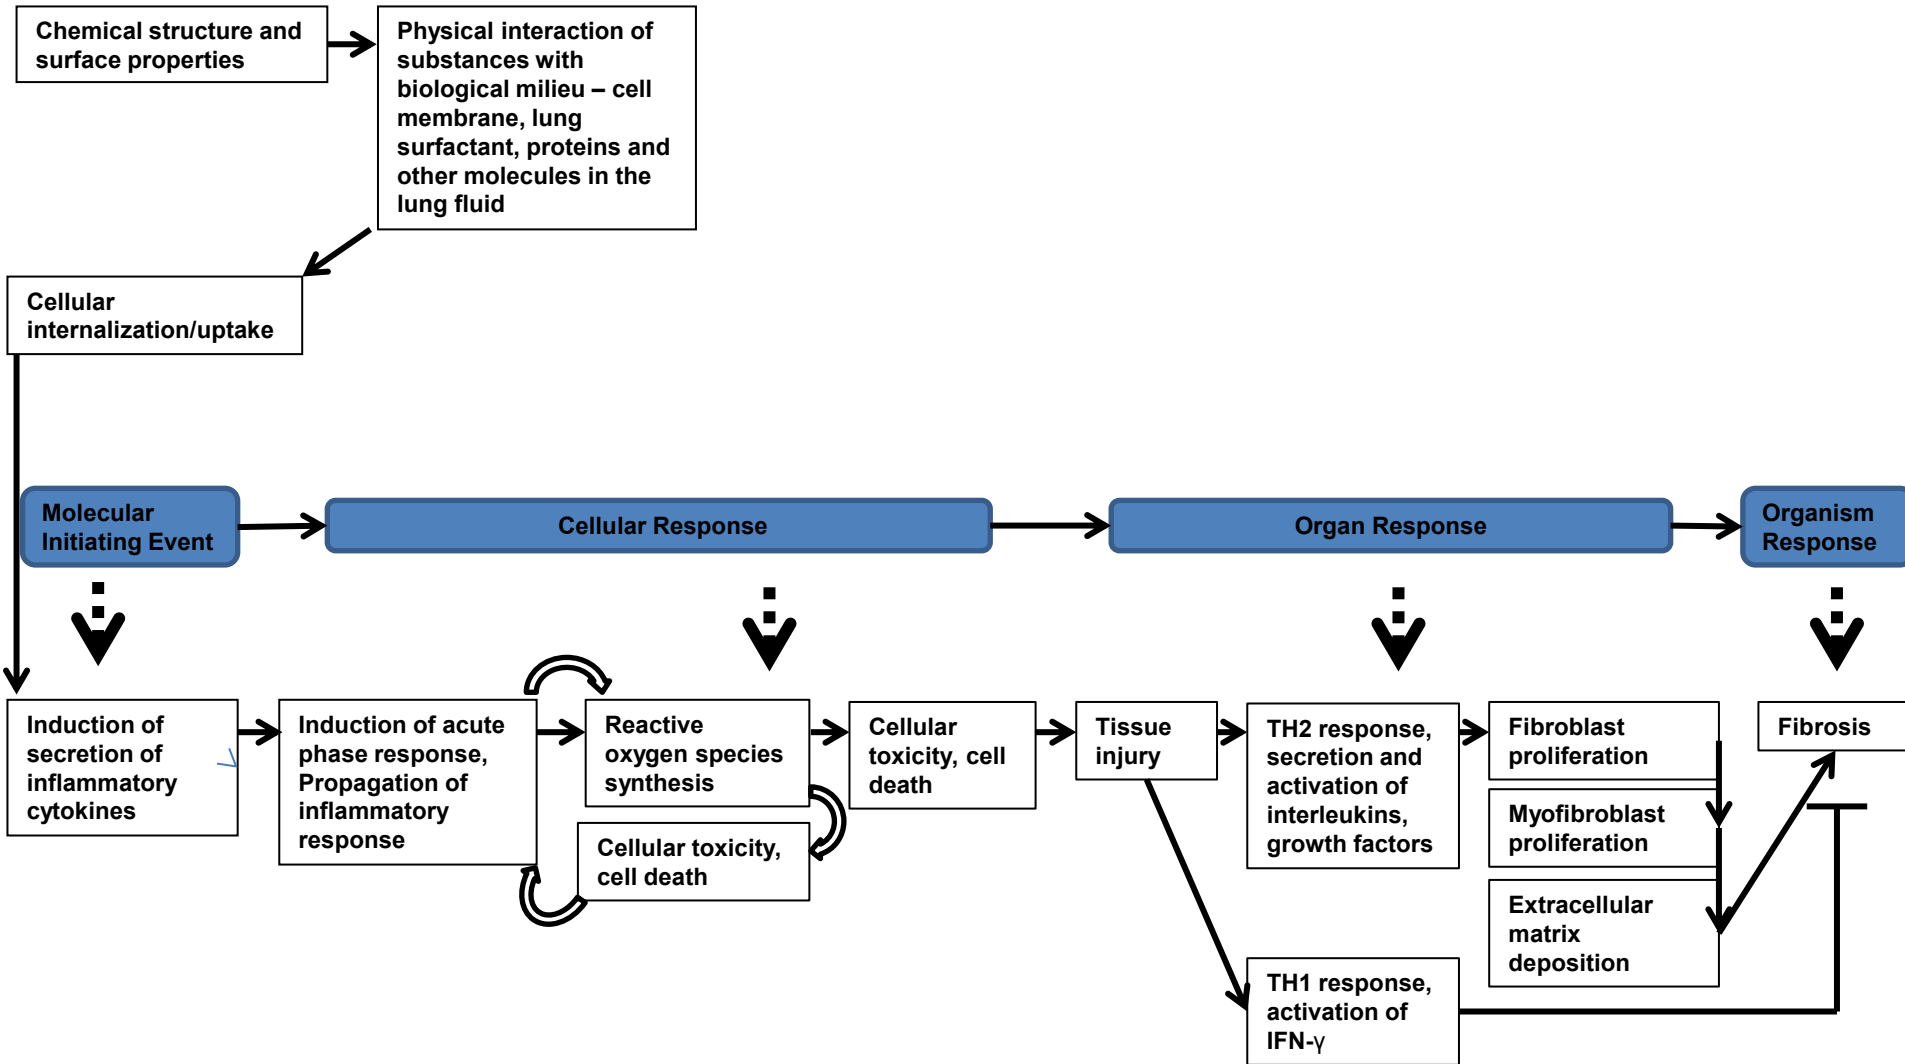 Chemical structure and
surface properties
Physical interaction of
substances with
biological milieu – cell
membrane, lung
surfactant, proteins and
other molecules in the
lung fluid
Cellular
internalization/uptake
Molecular
Initiating Event
Cellular Response
Organ Response
Organism
Response
Induction of
secretion of
inflammatory
cytokines
Induction of acute
phase response,
Propagation of
inflammatory
response
Reactive
oxygen species
synthesis
Cellular toxicity,
cell death
Cellular
toxicity, cell
death
Tissue
injury
TH2 response,
secretion and
activation of
interleukins,
growth factors
TH1 response,
activation of
IFN-γ
Fibroblast
proliferation
Myofibroblast
proliferation
Extracellular
matrix
deposition
Fibrosis